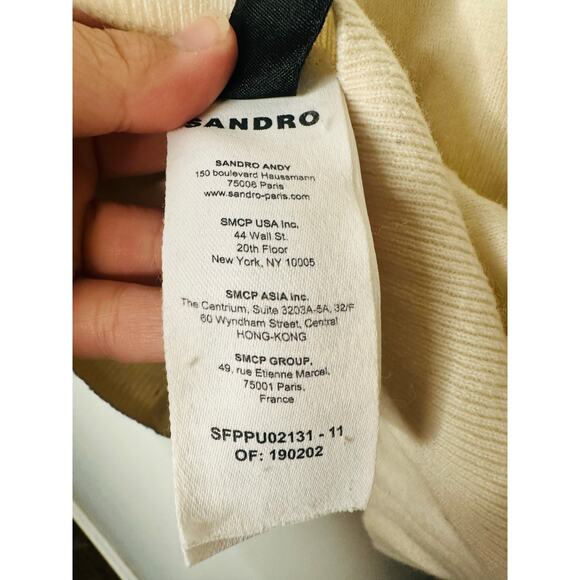 SANDRO
SANDRO ANDY
150 boulevard Haussmann
75008 Paris
www.sandro-paris.com
SMCP USA Inc.
44 Wall St.
20th Floor
New York, NY 10005
SMCP ASIA Inc.
The Centrium, Suite 3203A-5A, 32/F
60 Wyndham Street, Central
HONG-KONG
SMCP GROUP,
49, rue Etienne Marcel,
75001 Paris,
France
SFPPU02131 - 11
OF: 190202